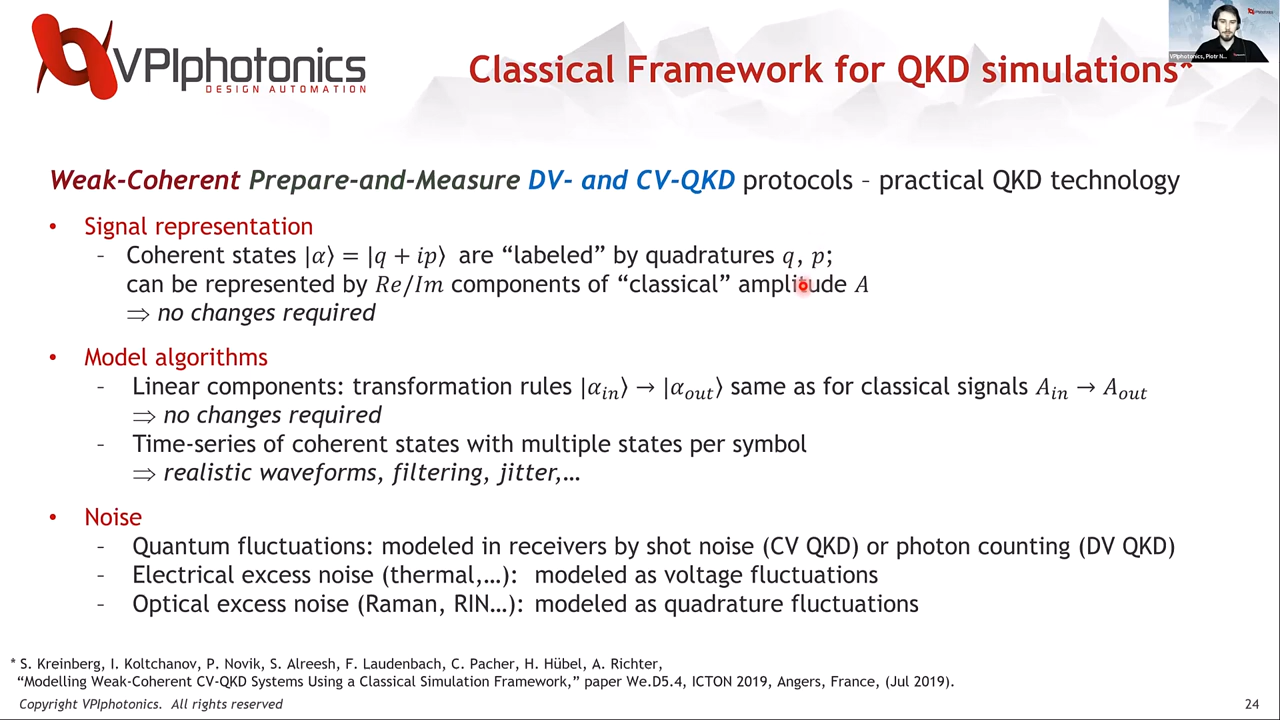 VPIphotonics
DESIGN AUTOMATION
Classical Framework for QKD simulations*
VPIphotonics, Piotr N...
Weak-Coherent Prepare-and-Measure DV- and CV-QKD protocols – practical QKD technology
• Signal representation
– Coherent states |α⟩ = |q + ip⟩ are “labeled” by quadratures q, p;
can be represented by Re/Im components of “classical” amplitude A
⇒ no changes required
• Model algorithms
– Linear components: transformation rules |α_in⟩ → |α_out⟩ same as for classical signals A_in → A_out
⇒ no changes required
– Time-series of coherent states with multiple states per symbol
⇒ realistic waveforms, filtering, jitter,…
• Noise
– Quantum fluctuations: modeled in receivers by shot noise (CV QKD) or photon counting (DV QKD)
– Electrical excess noise (thermal,…): modeled as voltage fluctuations
– Optical excess noise (Raman, RIN…): modeled as quadrature fluctuations
* S. Kreinberg, I. Koltchanov, P. Novik, S. Alreesh, F. Laudenbach, C. Pacher, H. Hübel, A. Richter,
“Modelling Weak-Coherent CV-QKD Systems Using a Classical Simulation Framework,” paper We.D5.4, ICTON 2019, Angers, France, (Jul 2019).
Copyright VPIphotonics. All rights reserved
24